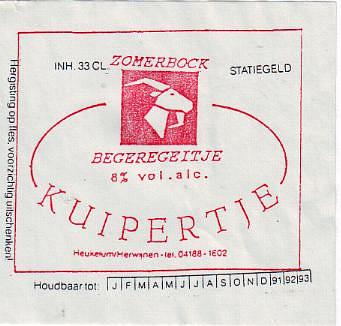 Hergisting op fles, voorzichtig uitschenken!
INH. 33 CL.
ZOMERBOCK
STATIEGELD
BEGEREGEITJE
8% vol.alc.
KUIPERTJE
Heukelum/Herwijnen - tel. 04188 - 1602
Houdbaar tot: J F M A M J J A S O N D 91 92 93